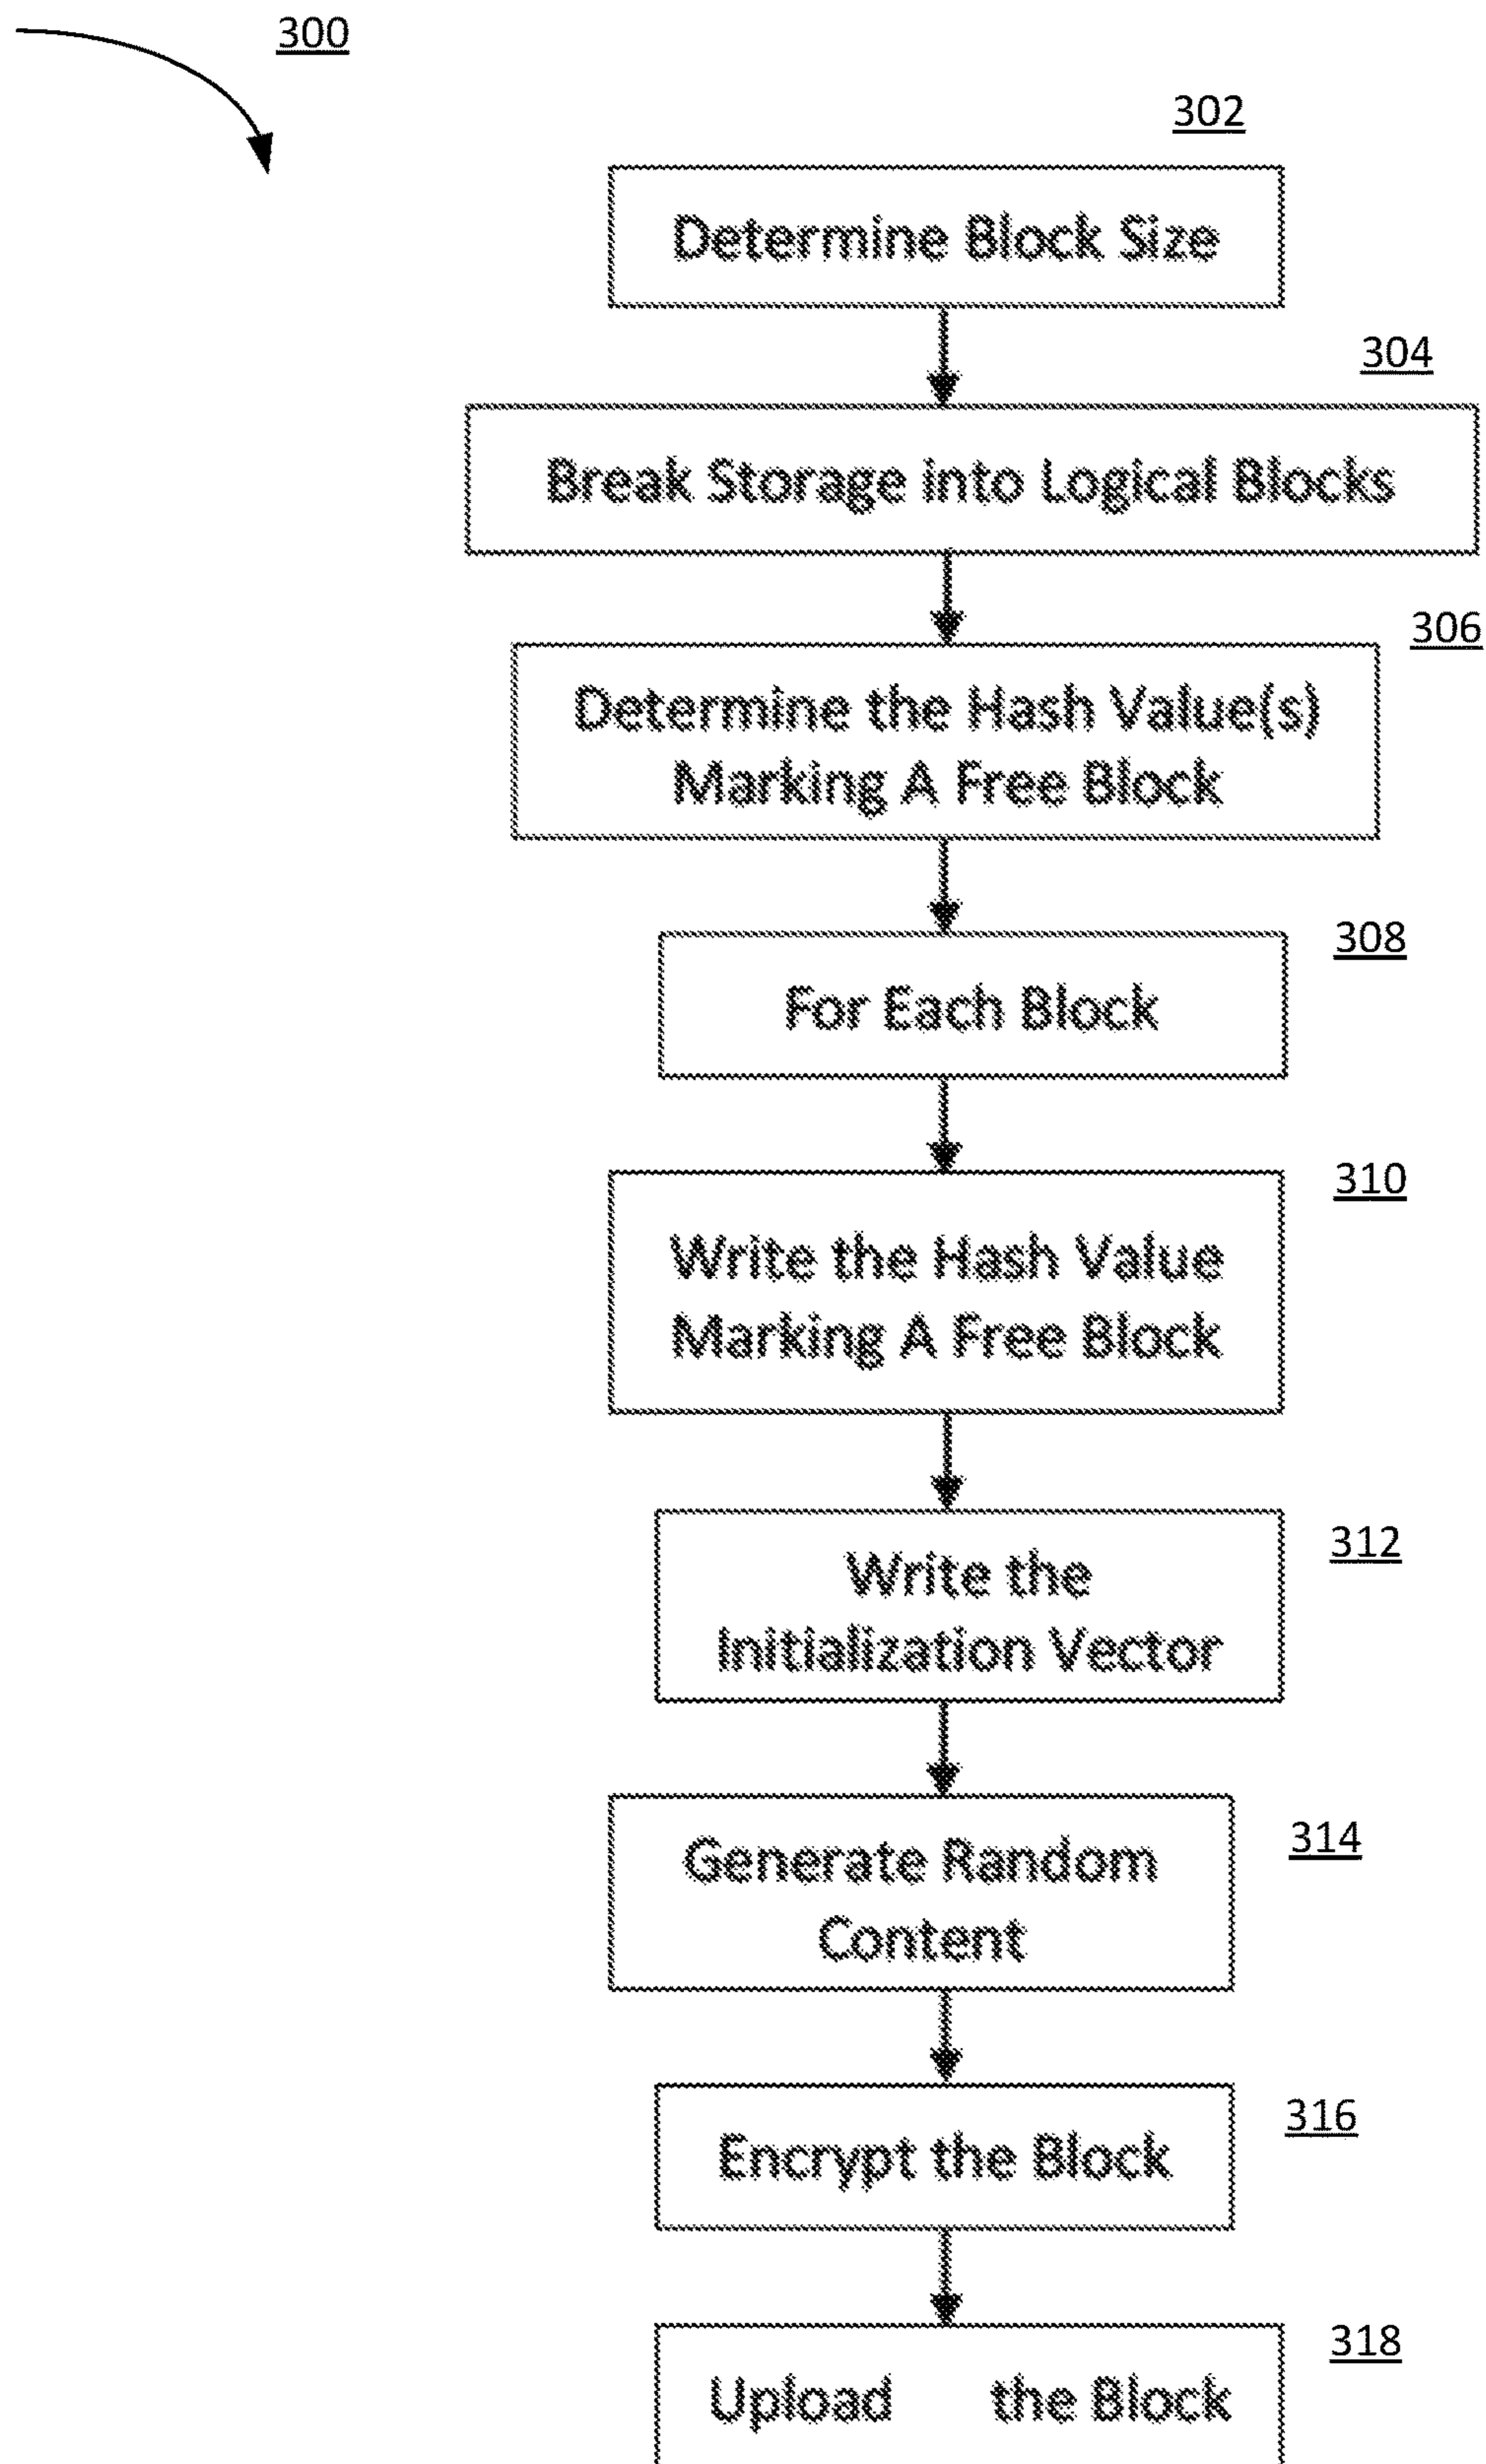 300
302
Determine Block Size
304
Break Storage into Logical Blocks
306
Determine the Hash Value(s)
Marking A Free Block
308
For Each Block
310
Write the Hash Value
Marking A Free Block
312
Write the
Initialization Vector
314
Generate Random
Content
316
Encrypt the Block
318
Upload the Block